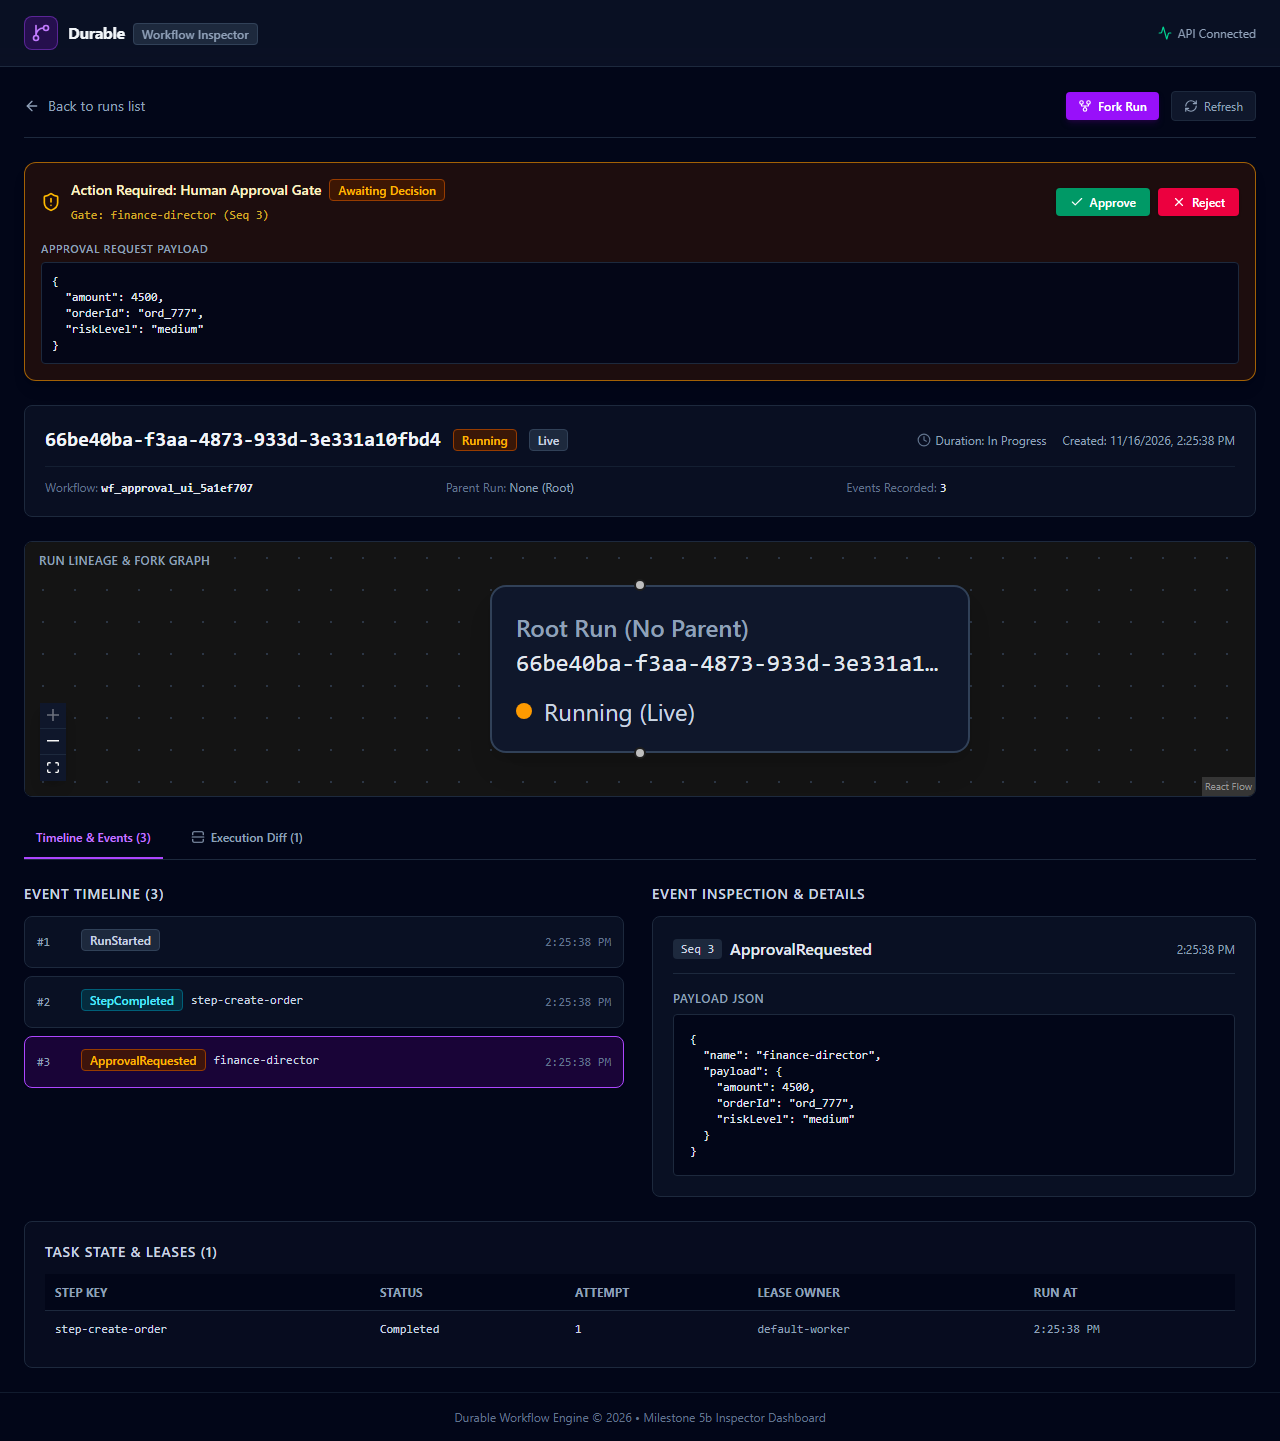 Durable Workflow Inspector
API Connected
Back to runs list
Fork Run
Refresh
Action Required: Human Approval Gate Awaiting Decision
Gate: finance-director (Seq 3)
Approve
Reject
APPROVAL REQUEST PAYLOAD
{
"amount": 4500,
"orderId": "ord_777",
"riskLevel": "medium"
}
66be40ba-f3aa-4873-933d-3e331a10fbd4 Running Live
Duration: In Progress Created: 11/16/2026, 2:25:38 PM
Workflow: wf_approval_ui_5a1ef707
Parent Run: None (Root)
Events Recorded: 3
RUN LINEAGE & FORK GRAPH
Root Run (No Parent)
66be40ba-f3aa-4873-933d-3e331a1...
Running (Live)
React Flow
Timeline & Events (3)
Execution Diff (1)
EVENT TIMELINE (3)
#1 RunStarted 2:25:38 PM
#2 StepCompleted step-create-order 2:25:38 PM
#3 ApprovalRequested finance-director 2:25:38 PM
EVENT INSPECTION & DETAILS
Seq 3 ApprovalRequested 2:25:38 PM
PAYLOAD JSON
{
"name": "finance-director",
"payload": {
"amount": 4500,
"orderId": "ord_777",
"riskLevel": "medium"
}
}
TASK STATE & LEASES (1)
STEP KEY STATUS ATTEMPT LEASE OWNER RUN AT
step-create-order Completed 1 default-worker 2:25:38 PM
Durable Workflow Engine © 2026 • Milestone 5b Inspector Dashboard